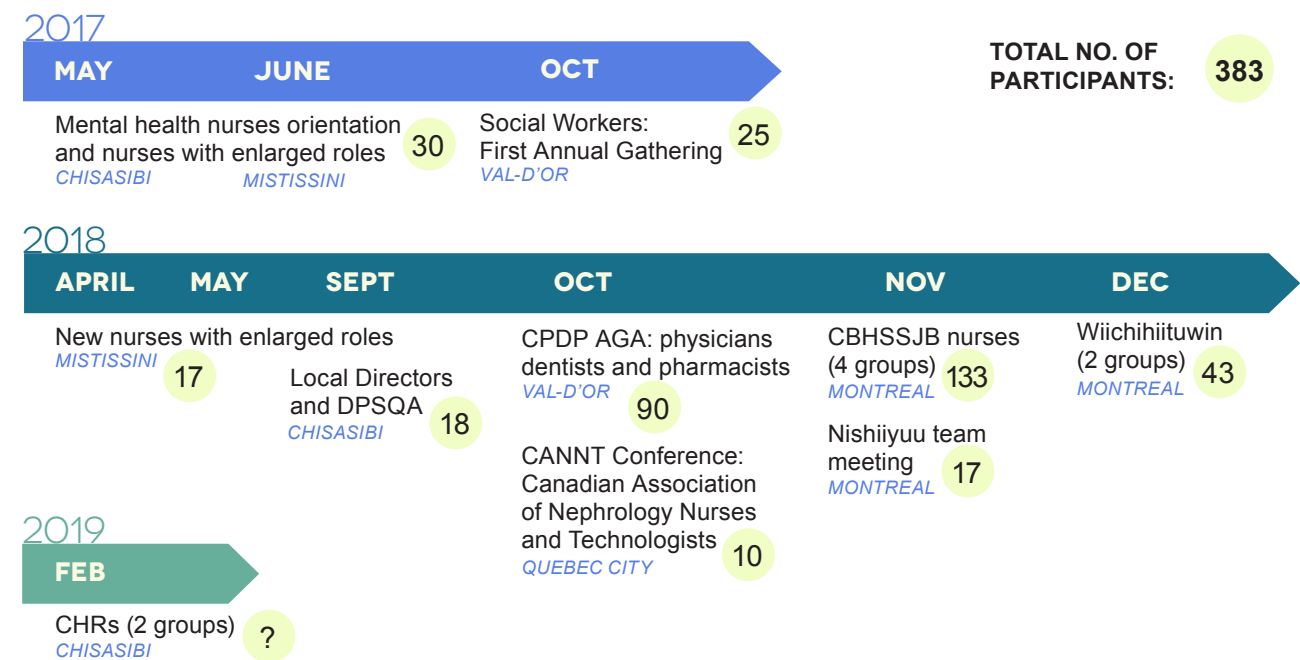 2017
MAY JUNE OCT
TOTAL NO. OF
PARTICIPANTS:
383
Mental health nurses orientation
and nurses with enlarged roles
30
CHISASIBI MISTISSINI
Social Workers:
First Annual Gathering
25
VAL-D'OR
2018
APRIL MAY SEPT OCT NOV DEC
New nurses with enlarged roles
MISTISSINI
17
Local Directors
and DPSQA
18
CHISASIBI
CPDP AGA: physicians
dentists and pharmacists
VAL-D'OR
90
CANNT Conference:
Canadian Association
of Nephrology Nurses
and Technologists
10
QUEBEC CITY
CBHSSJB nurses
(4 groups)
133
MONTREAL
Nishiiyuu team
meeting
17
MONTREAL
Wiichihiituwin
(2 groups)
43
MONTREAL
2019
FEB
CHRs (2 groups)
?
CHISASIBI